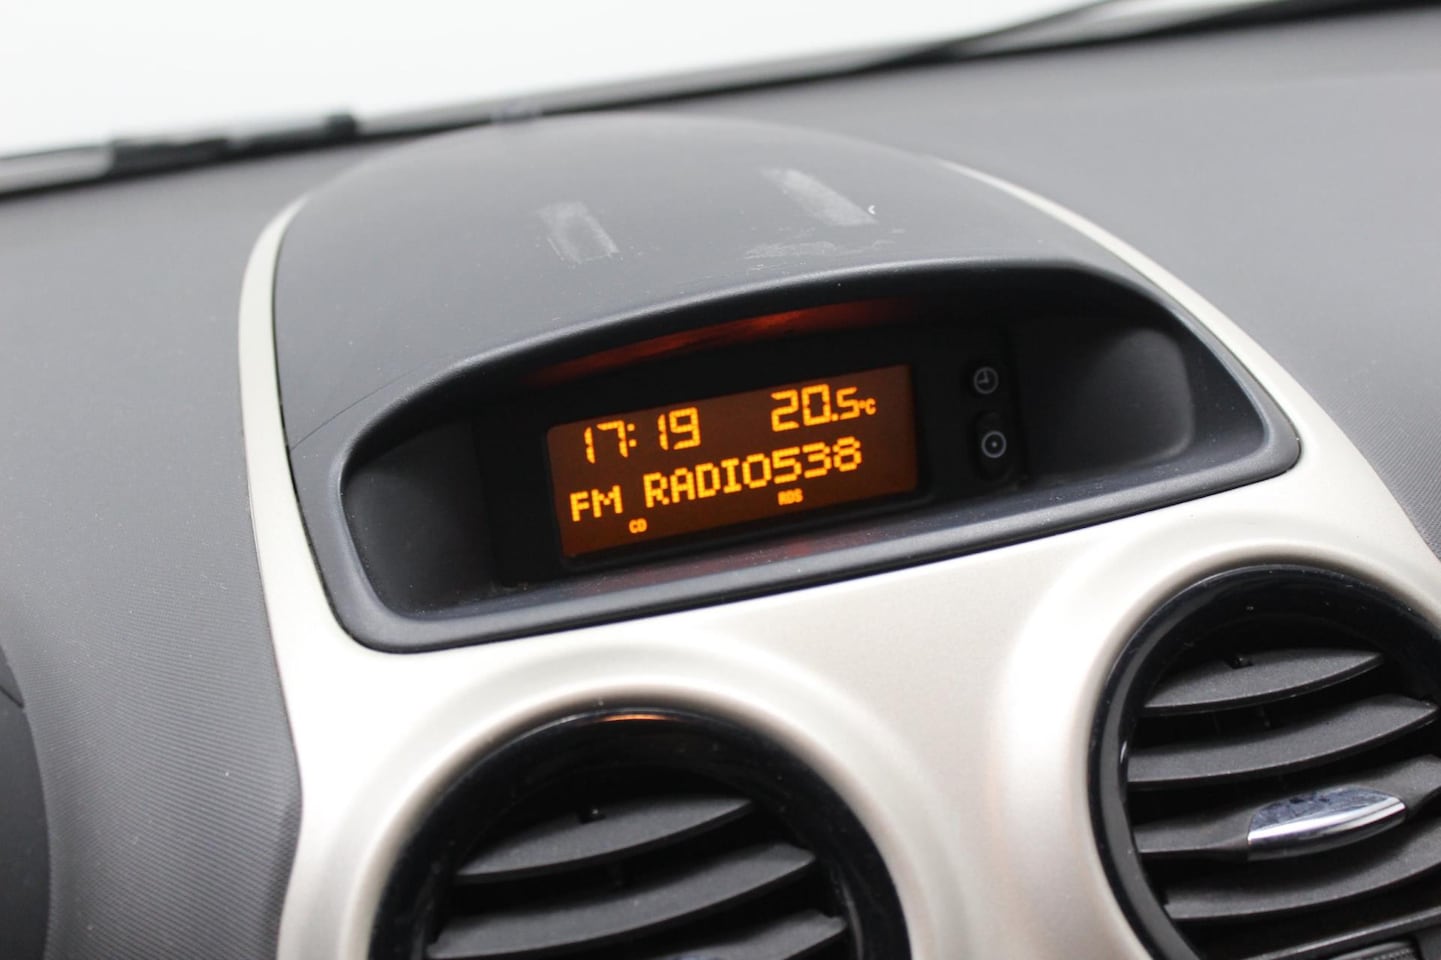 17:19 20.5°C
FM RADIO538
CD RDS